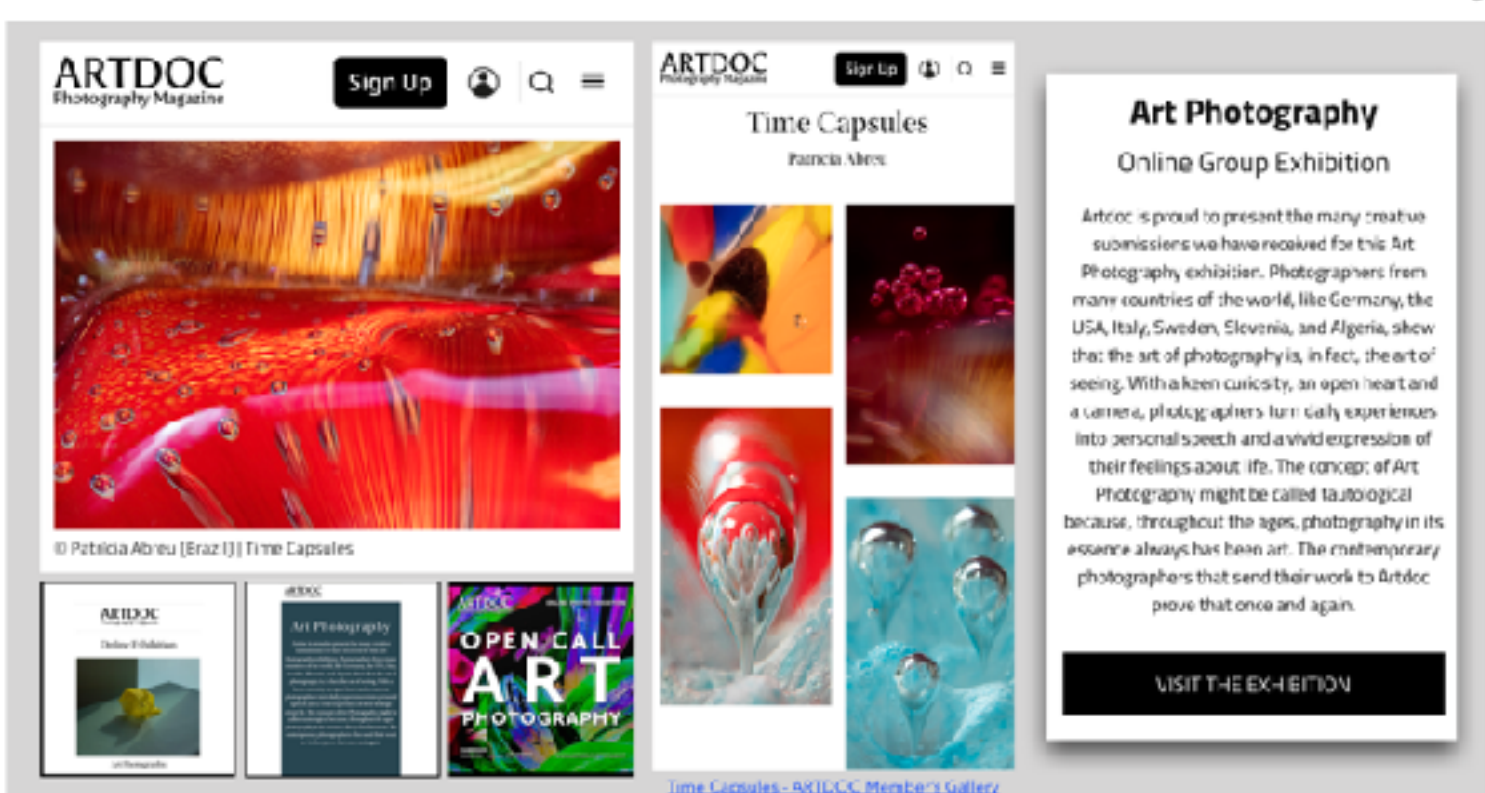 ARTDOC
Photography Magazine
Sign Up
© Patricia Abreu [Brazil] | Time Capsules
ARTDOC
Online Exhibition
Art Photography
ARTDOC
Art Photography
ARTDOC
OPEN CALL
ART
PHOTOGRAPHY
ARTDOC
Photography Magazine
Sign Up
Time Capsules
Patricia Abreu
Time Capsules - ARTDOC Members Gallery
Art Photography
Online Group Exhibition
Artdoc is proud to present the many creative
submissions we have received for this Art
Photography exhibition. Photographers from
many countries of the world, like Germany, the
USA, Italy, Sweden, Slovenia, and Algeria, show
that the art of photography is, in fact, the art of
seeing. With a keen curiosity, an open heart and
a camera, photographers turn daily experiences
into personal speech and a vivid expression of
their feelings about life. The concept of Art
Photography might be called tautological
because, throughout the ages, photography in its
essence always has been art. The contemporary
photographers that send their work to Artdoc
prove that once and again.
VISIT THE EXHIBITION